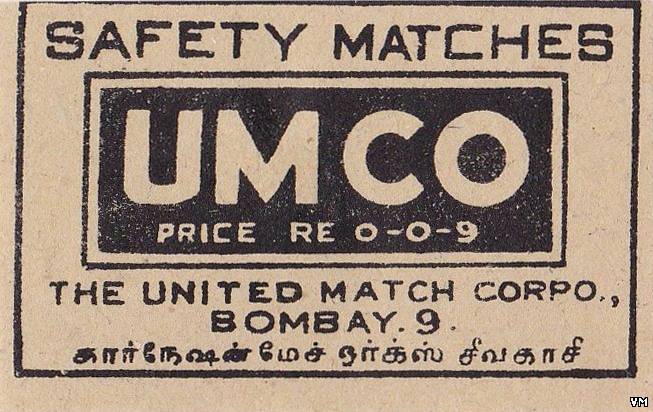 SAFETY MATCHES
UMCO
PRICE RE 0-0-9
THE UNITED MATCH CORPO.,
BOMBAY.9.
கார்நேஷன் மேச் ஒர்க்ஸ் சிவகாசி
VM